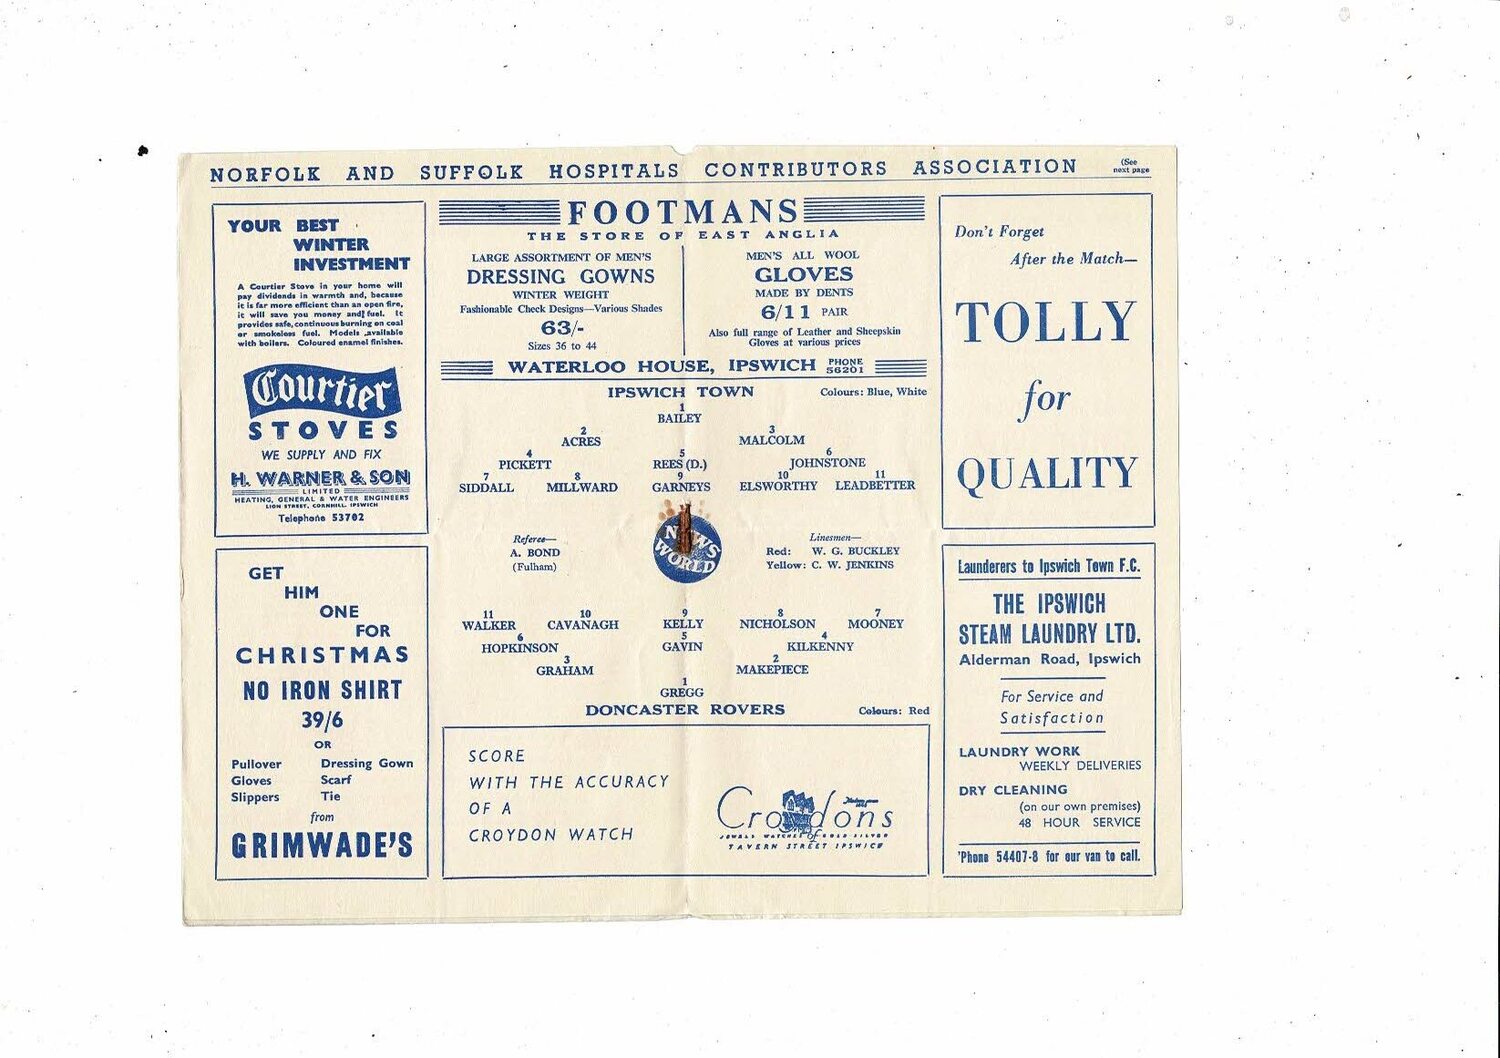 NORFOLK AND SUFFOLK HOSPITALS CONTRIBUTORS ASSOCIATION
(See
next page
YOUR BEST
WINTER
INVESTMENT
A Courtier Stove in your home will
pay dividends in warmth and, because
it is far more efficient than an open fire,
it will save you money and fuel. It
provides safe, continuous burning on coal
or smokeless fuel. Models available
with boilers. Coloured enamel finishes.
Courtier
STOVES
WE SUPPLY AND FIX
H. WARNER & SON
LIMITED
HEATING, GENERAL & WATER ENGINEERS
LION STREET, CORNHILL, IPSWICH
Telephone 53702
GET
HIM
ONE
FOR
CHRISTMAS
NO IRON SHIRT
39/6
OR
Pullover Dressing Gown
Gloves Scarf
Slippers Tie
from
GRIMWADE'S
FOOTMANS
THE STORE OF EAST ANGLIA
LARGE ASSORTMENT OF MEN'S
DRESSING GOWNS
WINTER WEIGHT
Fashionable Check Designs—Various Shades
63/-
Sizes 36 to 44
MEN'S ALL WOOL
GLOVES
MADE BY DENTS
6/11 PAIR
Also full range of Leather and Sheepskin
Gloves at various prices
WATERLOO HOUSE, IPSWICH PHONE 56201
IPSWICH TOWN Colours: Blue, White
1
BAILEY
2 3
ACRES MALCOLM
4 5 6
PICKETT REES (D.) JOHNSTONE
7 8 9 10 11
SIDDALL MILLWARD GARNEYS ELSWORTHY LEADBETTER
Referee—
A. BOND
(Fulham)
NEWS
WORLD
Linesmen—
Red: W. G. BUCKLEY
Yellow: C. W. JENKINS
11 10 9 8 7
WALKER CAVANAGH KELLY NICHOLSON MOONEY
6 5 4
HOPKINSON GAVIN KILKENNY
3 2
GRAHAM MAKEPIECE
1
GREGG
DONCASTER ROVERS Colours: Red
SCORE
WITH THE ACCURACY
OF A
CROYDON WATCH
Croydons
JEWELS WATCHES GOLD SILVER
of
TAVERN STREET IPSWICH
Don't Forget
After the Match—
TOLLY
for
QUALITY
Launderers to Ipswich Town F.C.
THE IPSWICH
STEAM LAUNDRY LTD.
Alderman Road, Ipswich
For Service and
Satisfaction
LAUNDRY WORK
WEEKLY DELIVERIES
DRY CLEANING
(on our own premises)
48 HOUR SERVICE
'Phone 54407-8 for our van to call.